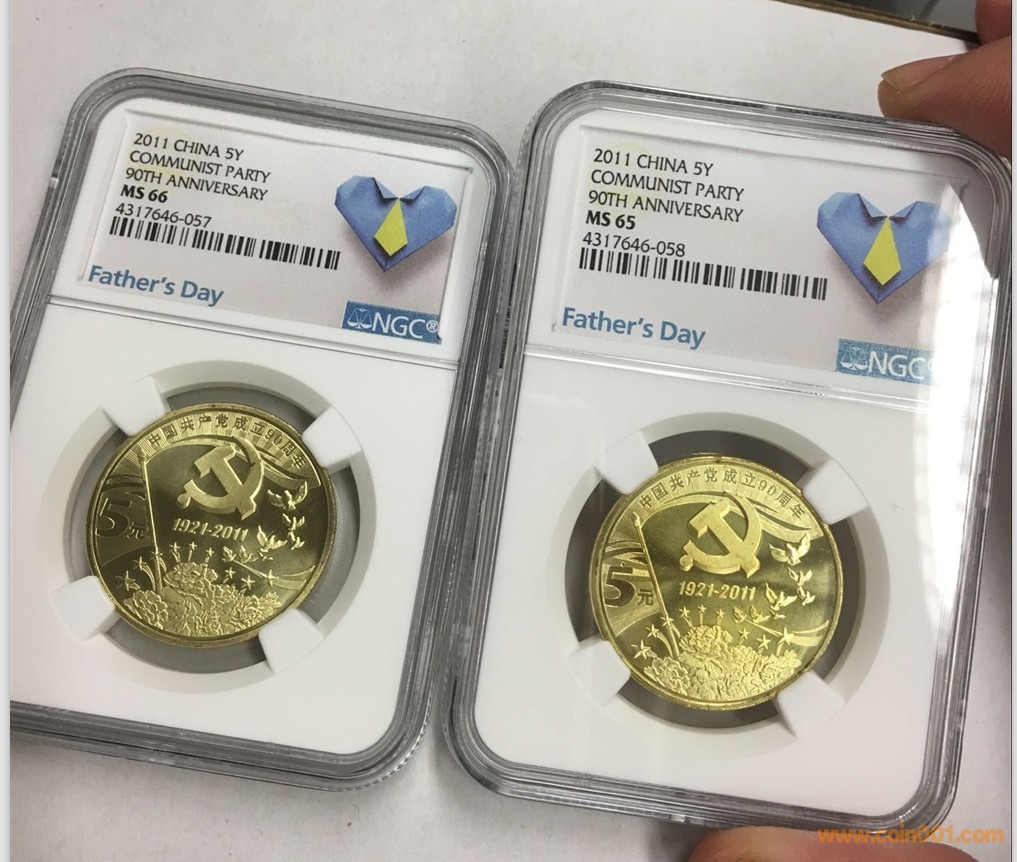 2011 CHINA 5Y
COMMUNIST PARTY
90TH ANNIVERSARY
MS 66
4317646-057
Father's Day
NGC®
中国共产党成立90周年
5元
1921-2011
2011 CHINA 5Y
COMMUNIST PARTY
90TH ANNIVERSARY
MS 65
4317646-058
Father's Day
NGC®
中国共产党成立90周年
5元
1921-2011
www.coin001.com